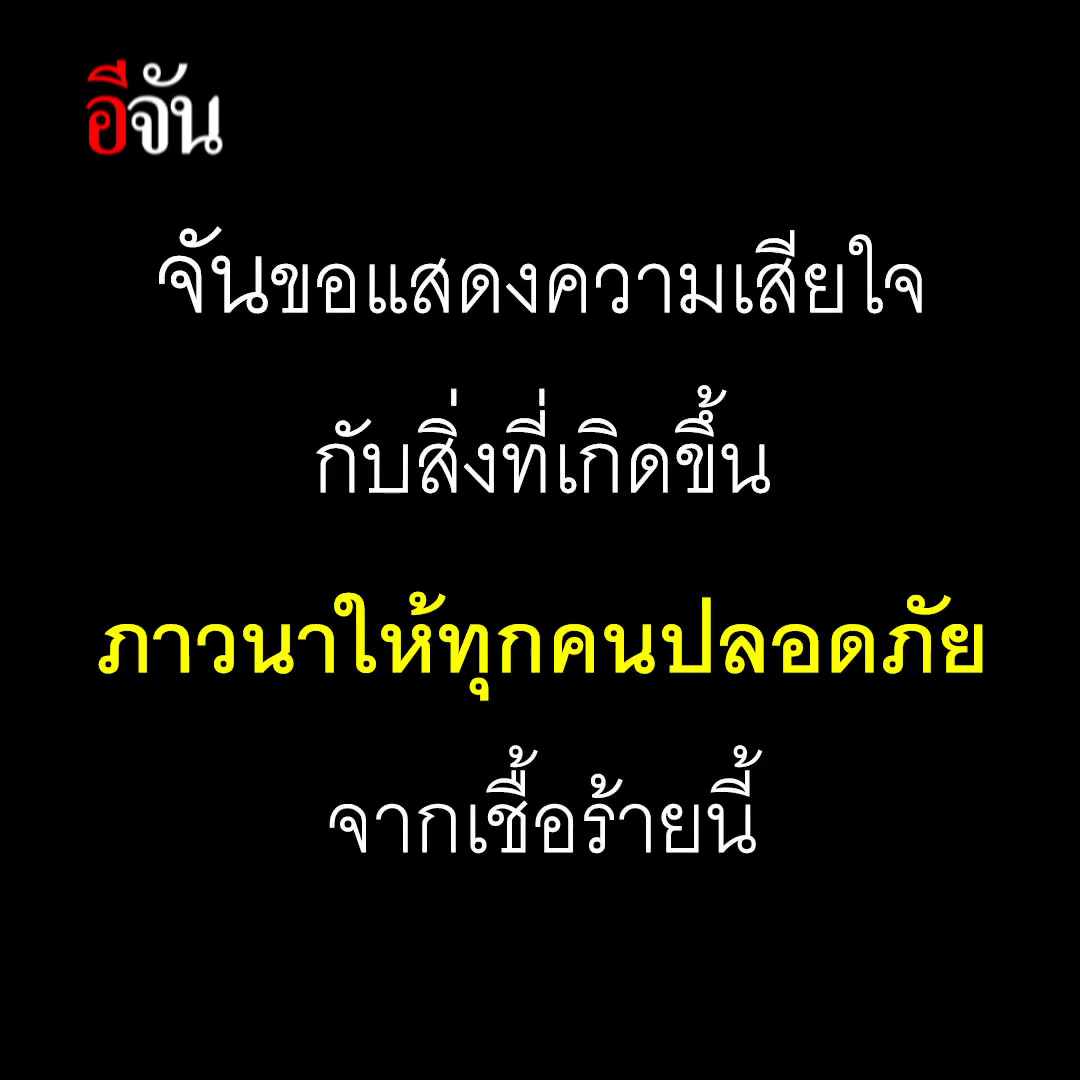 อีจัน
จันขอแสดงความเสียใจ
กับสิ่งที่เกิดขึ้น
ภาวนาให้ทุกคนปลอดภัย
จากเชื้อร้ายนี้